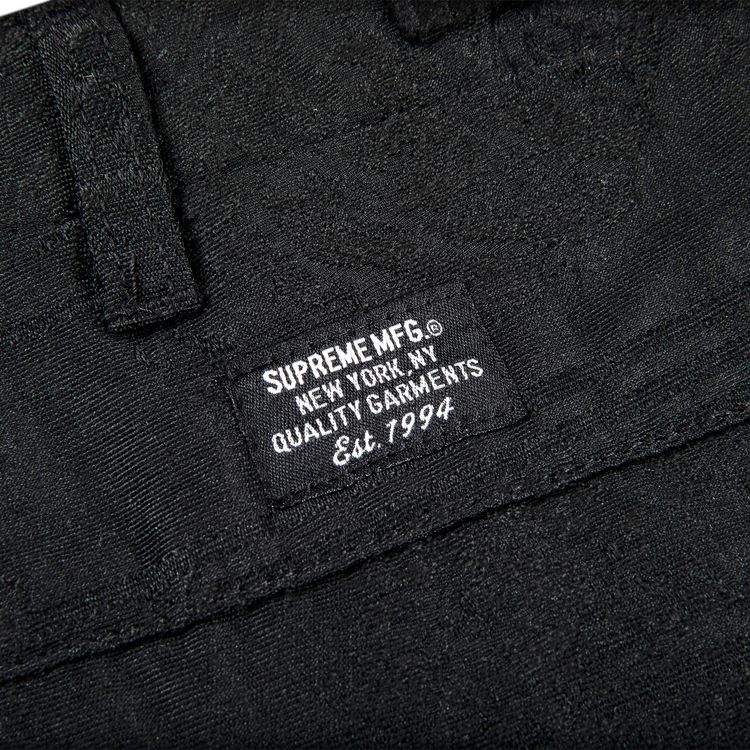 SUPREME MFG.®
NEW YORK, NY
QUALITY GARMENTS
Est. 1994